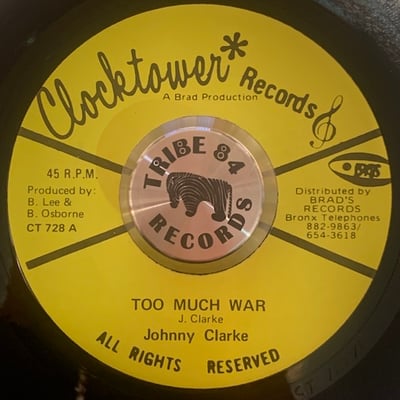 Clocktower* Records
A Brad Production
45 R.P.M.
Produced by:
B. Lee &
B. Osborne
CT 728 A
TRIBE 84
RECORDS
Distributed by
BRAD'S
RECORDS
Bronx Telephones
882-9863/
654-3618
TOO MUCH WAR
J. Clarke
Johnny Clarke
ALL RIGHTS RESERVED